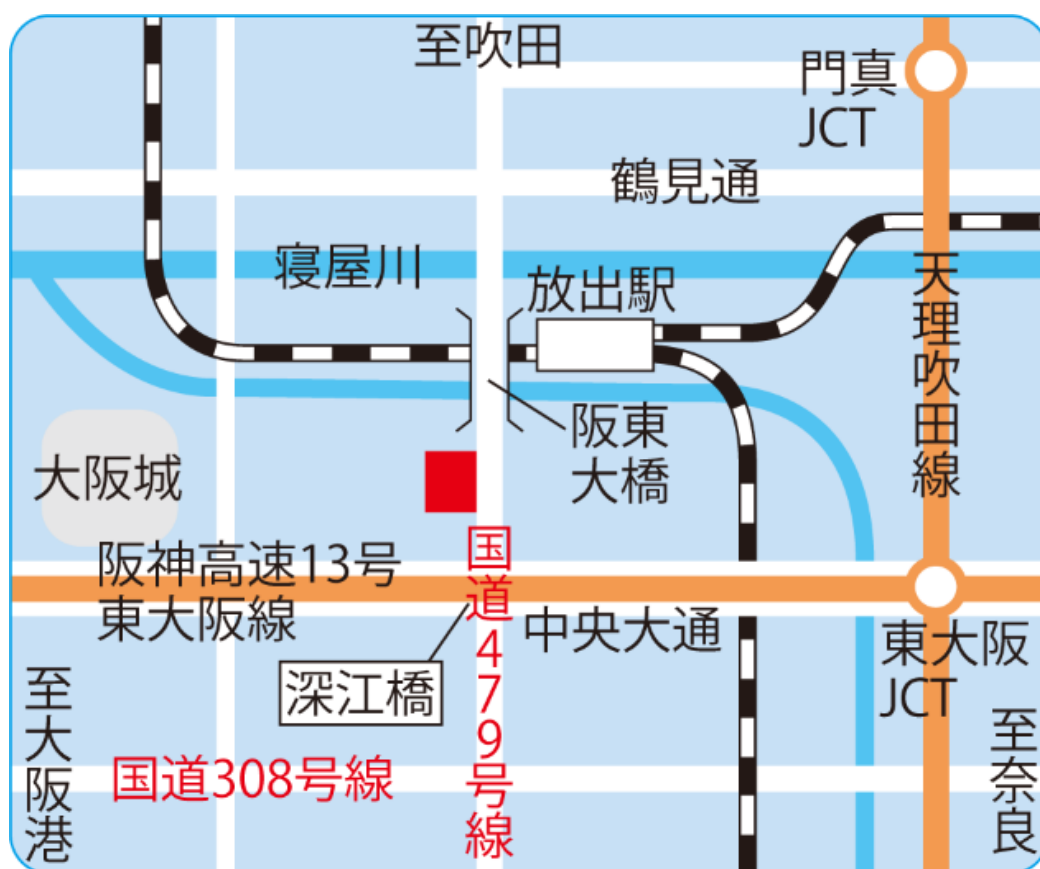 至吹田
門真
JCT
鶴見通
寝屋川
放出駅
天理吹田線
阪東
大橋
大阪城
国道479号線
阪神高速13号
東大阪線
中央大通
東大阪
JCT
深江橋
至大阪港
国道308号線
至奈良